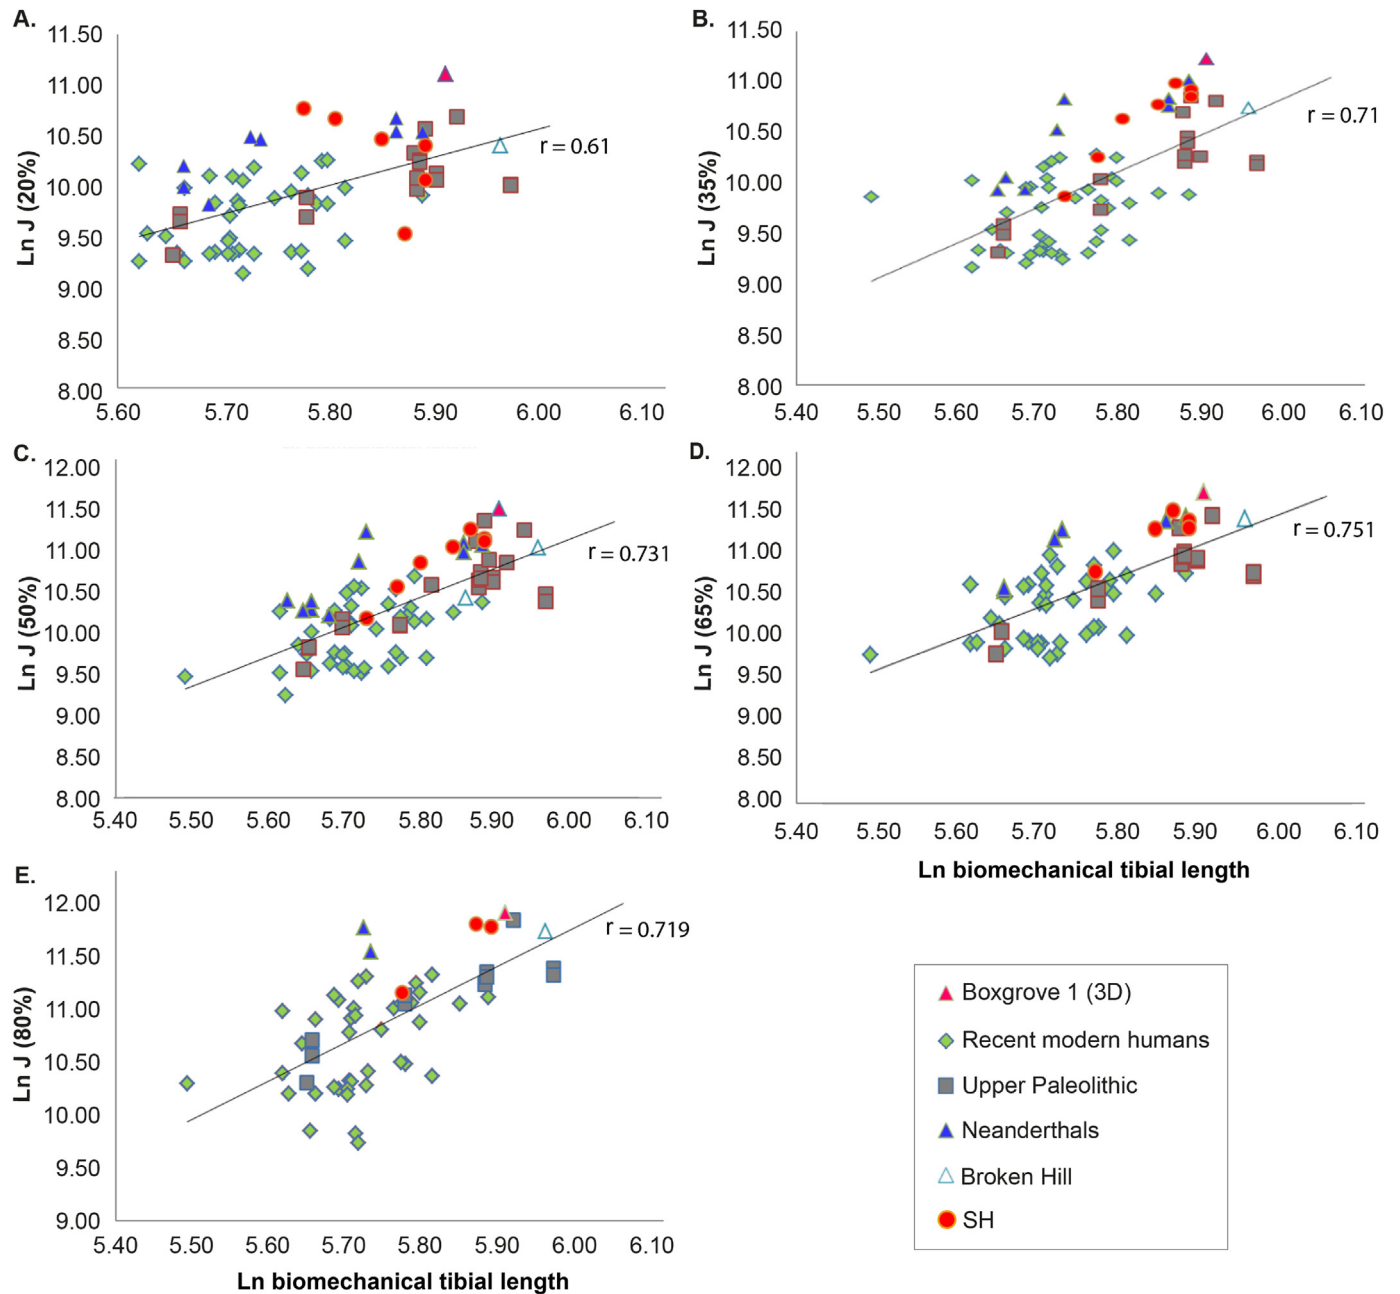 A.
11.50
11.00
10.50
10.00
9.50
9.00
8.50
8.00
Ln J (20%)
5.60 5.70 5.80 5.90 6.00 6.10
r = 0.61
B.
11.50
11.00
10.50
10.00
9.50
9.00
8.50
8.00
Ln J (35%)
5.40 5.50 5.60 5.70 5.80 5.90 6.00 6.10
r = 0.71
C.
12.00
11.50
11.00
10.50
10.00
9.50
9.00
8.50
8.00
Ln J (50%)
5.40 5.50 5.60 5.70 5.80 5.90 6.00 6.10
r = 0.731
D.
12.00
11.50
11.00
10.50
10.00
9.50
9.00
8.50
8.00
Ln J (65%)
5.40 5.50 5.60 5.70 5.80 5.90 6.00 6.10
r = 0.751
Ln biomechanical tibial length
E.
12.00
11.50
11.00
10.50
10.00
9.50
9.00
Ln J (80%)
5.40 5.50 5.60 5.70 5.80 5.90 6.00 6.10
r = 0.719
Ln biomechanical tibial length
Boxgrove 1 (3D)
Recent modern humans
Upper Paleolithic
Neanderthals
Broken Hill
SH